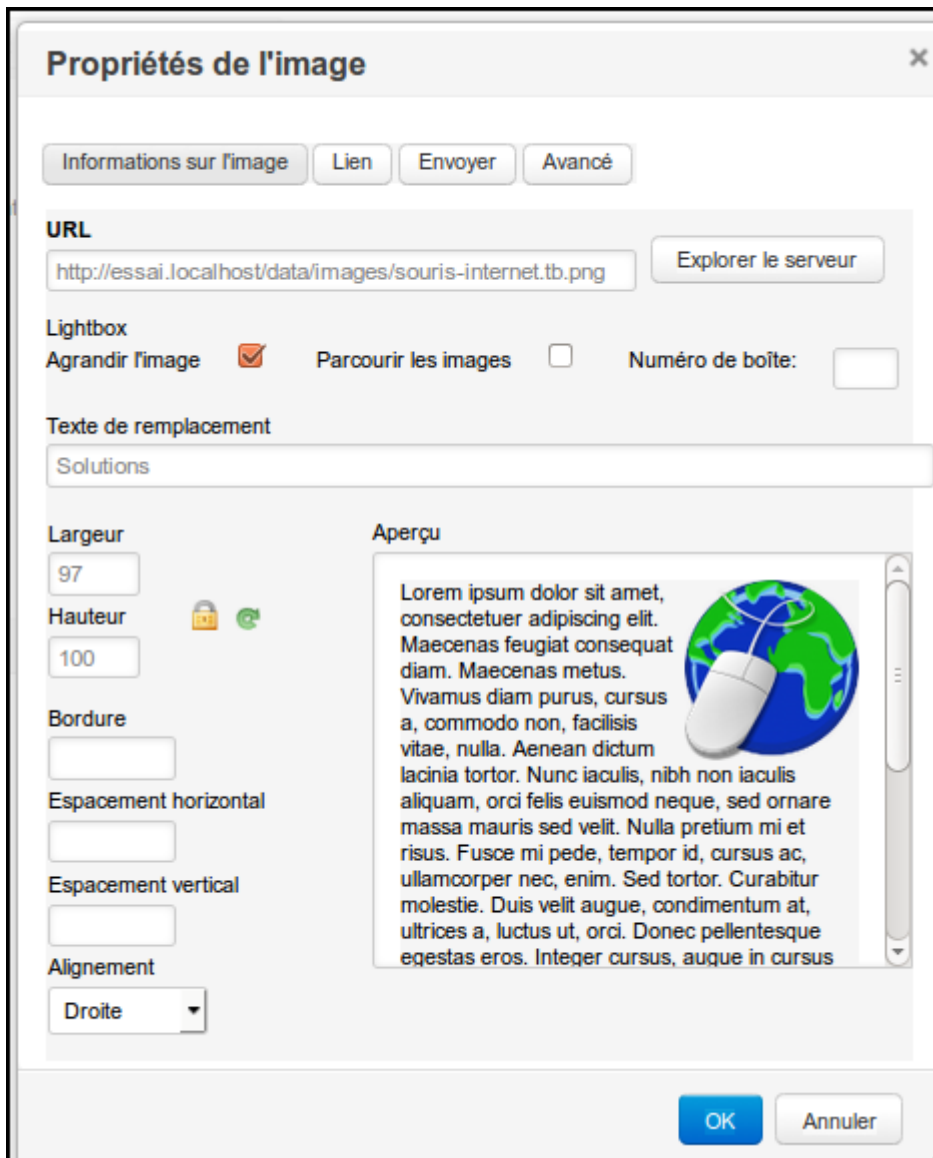 Propriétés de l'image
×
Informations sur l'image Lien Envoyer Avancé
URL
http://essai.localhost/data/images/souris-internet.tb.png Explorer le serveur
Lightbox
Agrandir l'image Parcourir les images Numéro de boîte:
Texte de remplacement
Solutions
Largeur
97
Hauteur
100
Bordure
Espacement horizontal
Espacement vertical
Alignement
Droite
Aperçu
Lorem ipsum dolor sit amet,
consectetuer adipiscing elit.
Maecenas feugiat consequat
diam. Maecenas metus.
Vivamus diam purus, cursus
a, commodo non, facilisis
vitae, nulla. Aenean dictum
lacinia tortor. Nunc iaculis, nibh non iaculis
aliquam, orci felis euismod neque, sed ornare
massa mauris sed velit. Nulla pretium mi et
risus. Fusce mi pede, tempor id, cursus ac,
ullamcorper nec, enim. Sed tortor. Curabitur
molestie. Duis velit augue, condimentum at,
ultrices a, luctus ut, orci. Donec pellentesque
egestas eros. Integer cursus, augue in cursus
OK Annuler